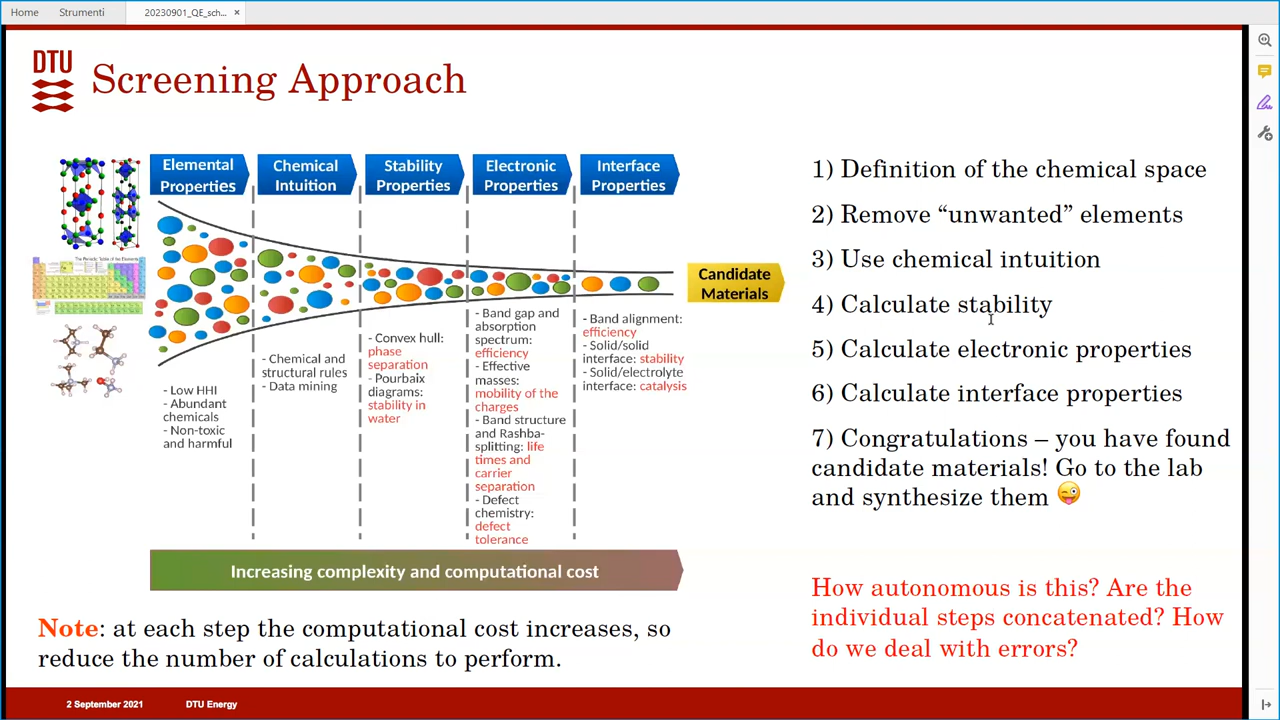 Home
Strumenti
20230901_QE_sch...
×
DTU
Screening Approach
Elemental
Properties
Chemical
Intuition
Stability
Properties
Electronic
Properties
Interface
Properties
Candidate
Materials
- Low HHI
- Abundant
chemicals
- Non-toxic
and harmful
- Chemical and
structural rules
- Data mining
- Convex hull:
phase
separation
- Pourbaix
diagrams:
stability in
water
- Band gap and
absorption
spectrum:
efficiency
- Effective
masses:
mobility of the
charges
- Band structure
and Rashba-
splitting: life
times and
carrier
separation
- Defect
chemistry:
defect
tolerance
- Band alignment:
efficiency
- Solid/solid
interface: stability
- Solid/electrolyte
interface: catalysis
Increasing complexity and computational cost
Note: at each step the computational cost increases, so
reduce the number of calculations to perform.
1) Definition of the chemical space
2) Remove “unwanted” elements
3) Use chemical intuition
4) Calculate stability
5) Calculate electronic properties
6) Calculate interface properties
7) Congratulations – you have found
candidate materials! Go to the lab
and synthesize them 😜
How autonomous is this? Are the
individual steps concatenated? How
do we deal with errors?
2 September 2021
DTU Energy